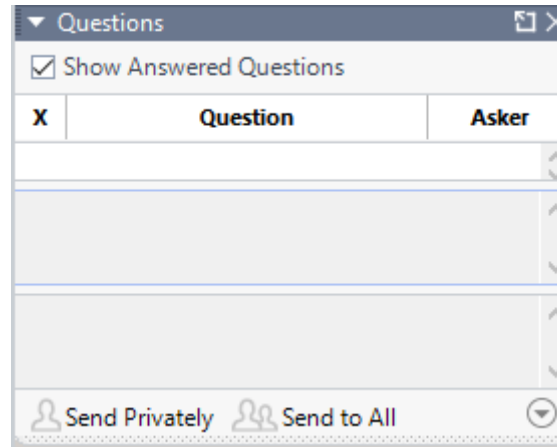 Questions
Show Answered Questions
X Question Asker
Send Privately Send to All